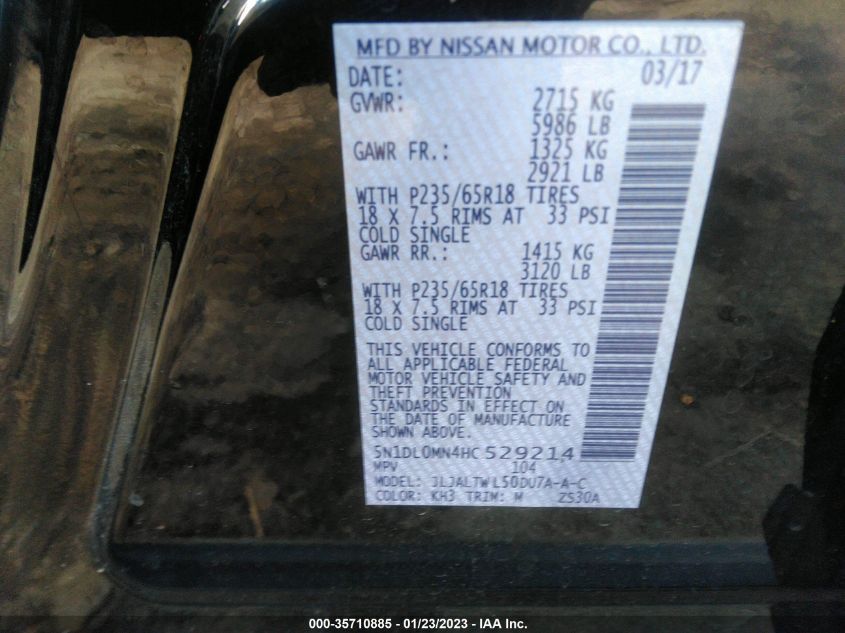 MFD BY NISSAN MOTOR CO., LTD.
DATE: 03/17
GVWR: 2715 KG
5986 LB
GAWR FR.: 1325 KG
2921 LB
WITH P235/65R18 TIRES
18 X 7.5 RIMS AT 33 PSI
COLD SINGLE
GAWR RR.: 1415 KG
3120 LB
WITH P235/65R18 TIRES
18 X 7.5 RIMS AT 33 PSI
COLD SINGLE
THIS VEHICLE CONFORMS TO
ALL APPLICABLE FEDERAL
MOTOR VEHICLE SAFETY AND
THEFT PREVENTION
STANDARDS IN EFFECT ON
THE DATE OF MANUFACTURE
SHOWN ABOVE.
5N1DL0MN4HC529214
MPV 104
MODEL: JLJALTWL50DU7A-A-C
COLOR: KH3 TRIM: M ZS30A
000-35710885 - 01/23/2023 - IAA Inc.